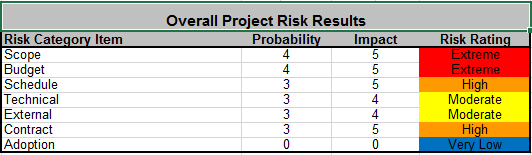 Overall Project Risk Results
Risk Category Item Probability Impact Risk Rating
Scope 4 5 Extreme
Budget 4 5 Extreme
Schedule 3 5 High
Technical 3 4 Moderate
External 3 4 Moderate
Contract 3 5 High
Adoption 0 0 Very Low